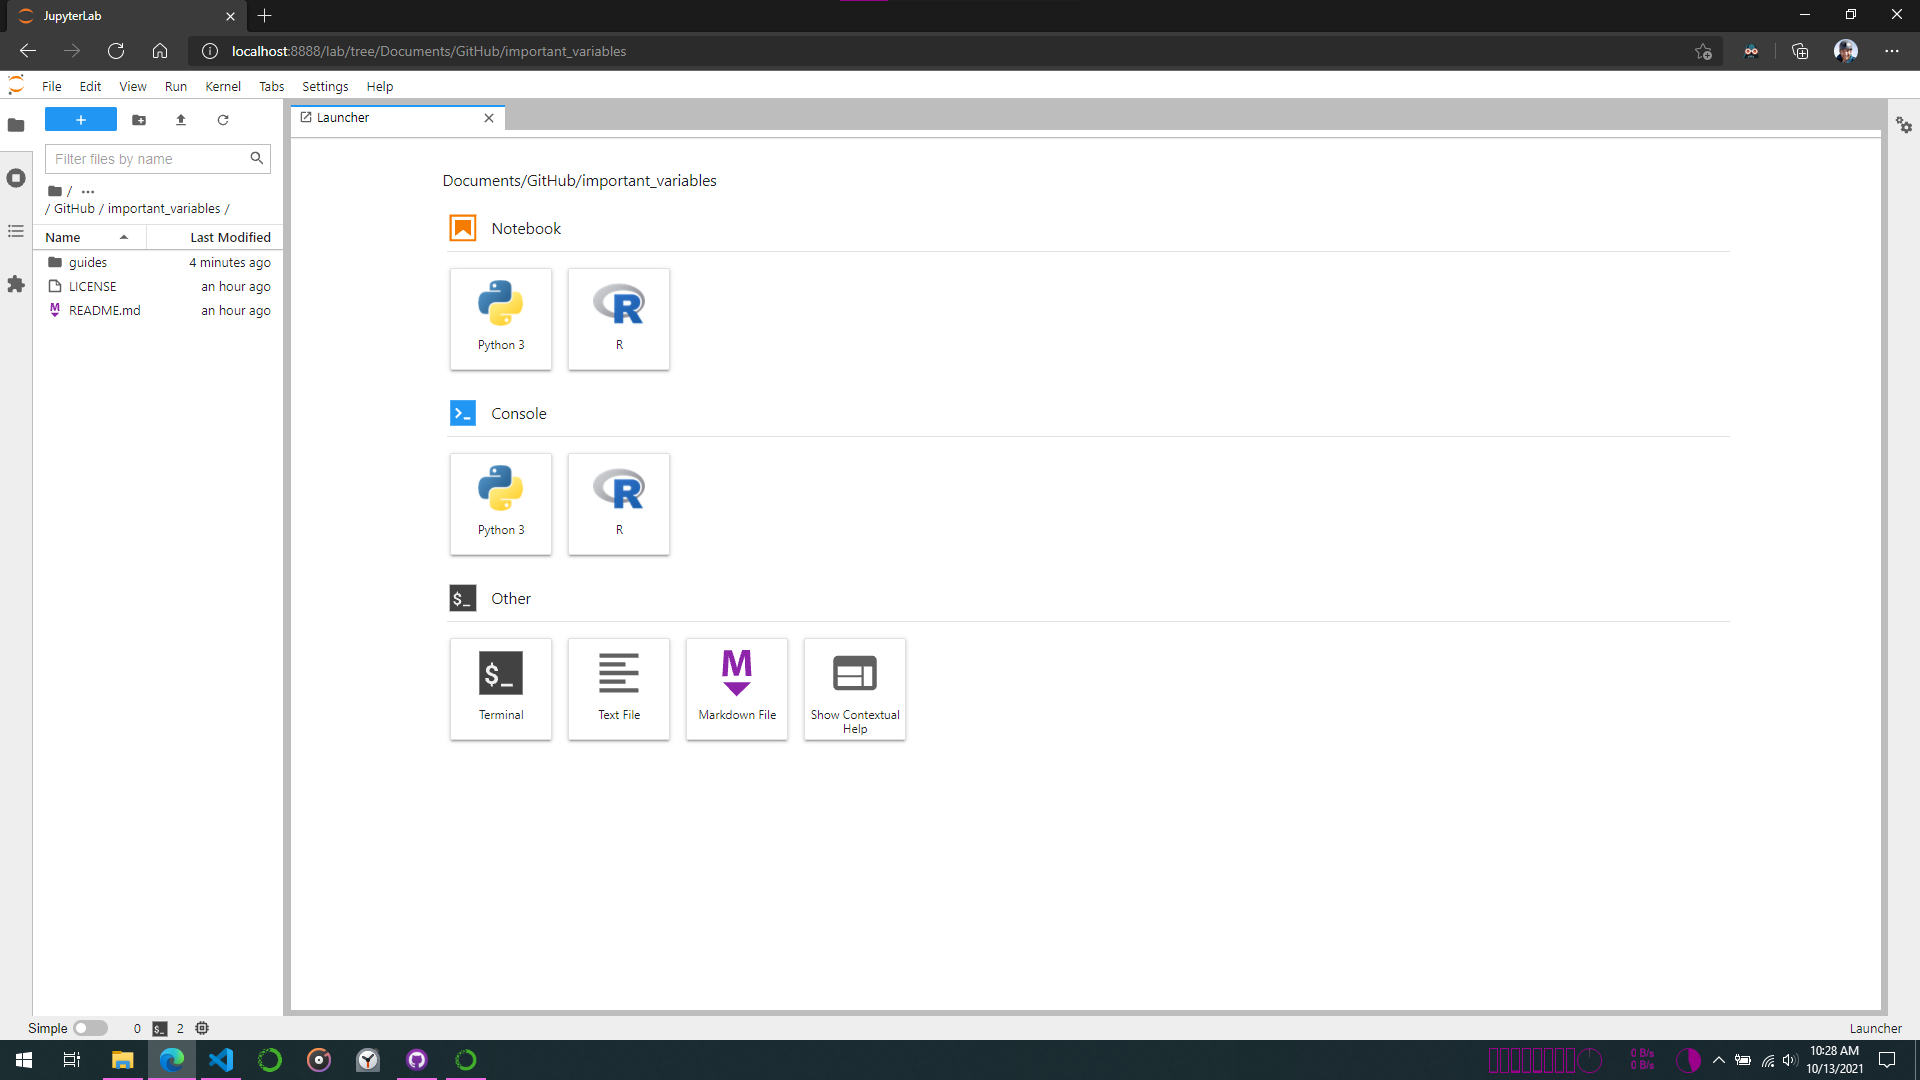 JupyterLab
localhost:8888/lab/tree/Documents/GitHub/important_variables
File Edit View Run Kernel Tabs Settings Help
+
Launcher
Filter files by name
/ ...
/ GitHub / important_variables /
Name Last Modified
guides 4 minutes ago
LICENSE an hour ago
M README.md an hour ago
Documents/GitHub/important_variables
Notebook
Python 3
R
R
Console
Python 3
R
R
$_ Other
$_
Terminal
Text File
M
Markdown File
Show Contextual
Help
Simple 0 $_ 2
Launcher
0 B/s
0 B/s
10:28 AM
10/13/2021